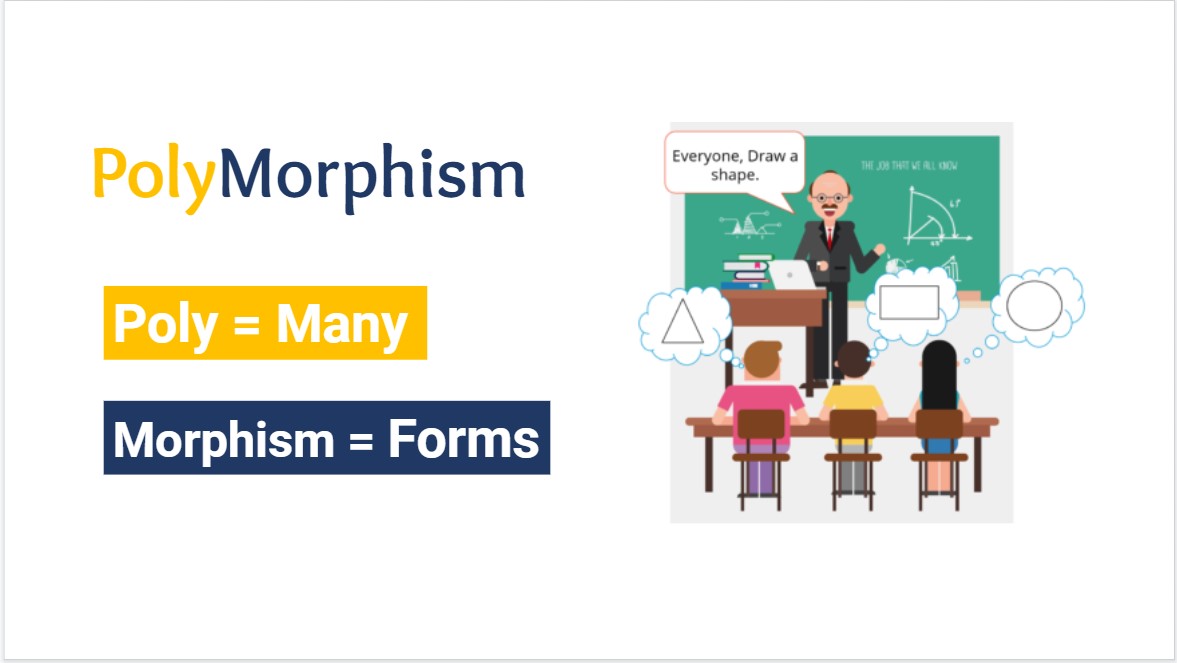 PolyMorphism
Poly = Many
Morphism = Forms
Everyone, Draw a
shape.
THE JOB THAT WE ALL KNOW